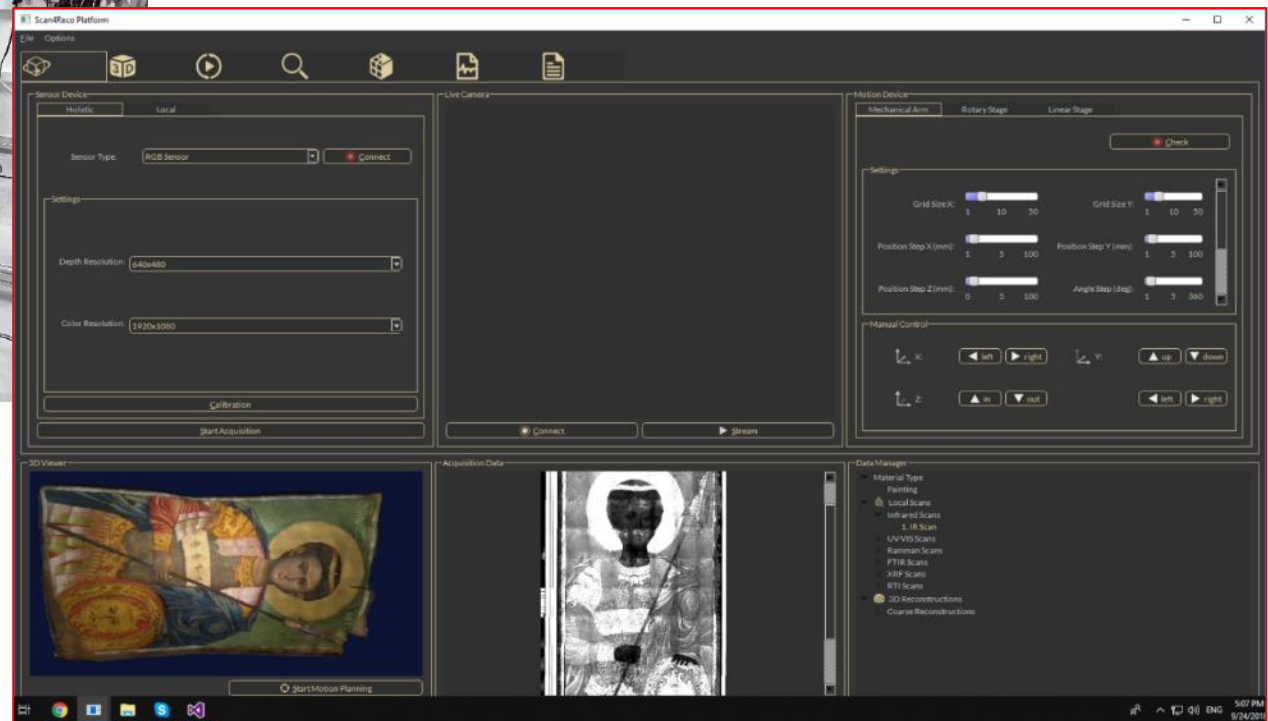 Scan4Reco Platform
File Options
3D
Sensor Device
Holistic Local
Sensor Type: RGB Sensor Connect
Settings
Depth Resolution: 640x480
Color Resolution: 1920x1080
Calibration
Start Acquisition
Live Camera
Connect Stream
Motion Device
Mechanical Arm Rotary Stage Linear Stage
Check
Settings
Grid Size X: 1 10 50 Grid Size Y: 1 10 50
Position Step X (mm): 1 5 100 Position Step Y (mm): 1 5 100
Position Step Z (mm): 0 5 100 Angle Step (deg): 1 5 360
Manual Control
X: left right Y: up down
Z: in out left right
3D Viewer
Start Motion Planning
Acquisition Data
Data Manager
Material Type
Painting
Local Scans
Infrared Scans
1. IR Scan
UV-VIS Scans
Ramman Scans
FTIR Scans
XRF Scans
RTI Scans
3D Reconstructions
Coarse Reconstructions
ENG
5:07 PM